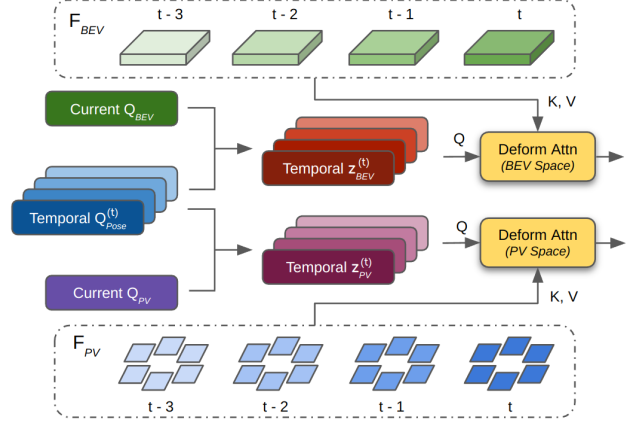 F_BEV
t - 3
t - 2
t - 1
t
K, V
Current Q_BEV
Temporal z_BEV^(t)
Q
Deform Attn
(BEV Space)
Temporal Q_Pose^(t)
Temporal z_PV^(t)
Q
Deform Attn
(PV Space)
Current Q_PV
K, V
F_PV
t - 3
t - 2
t - 1
t